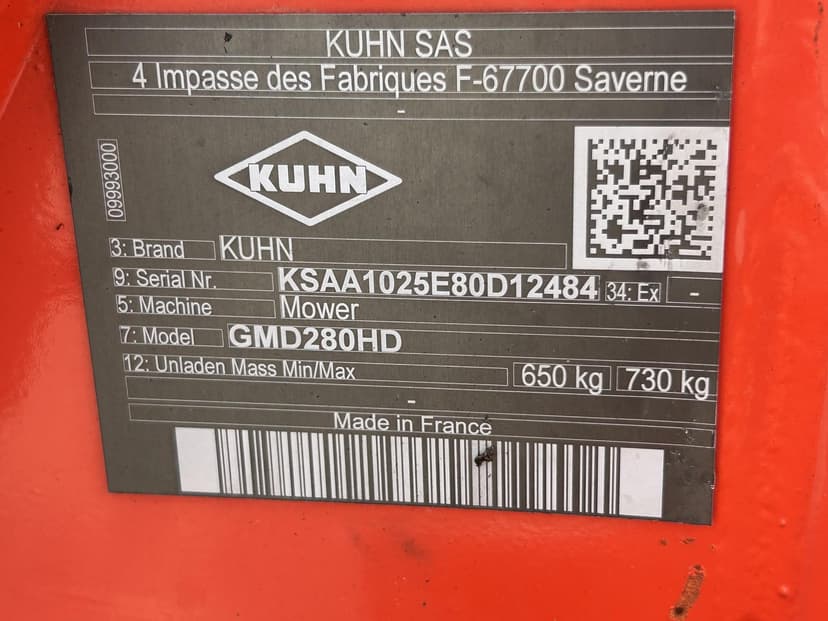 KUHN SAS
4 Impasse des Fabriques F-67700 Saverne
-
09993000
KUHN
3: Brand KUHN
9: Serial Nr. KSAA1025E80D12484 34: Ex -
5: Machine Mower
7: Model GMD280HD
12: Unladen Mass Min/Max 650 kg 730 kg
-
Made in France